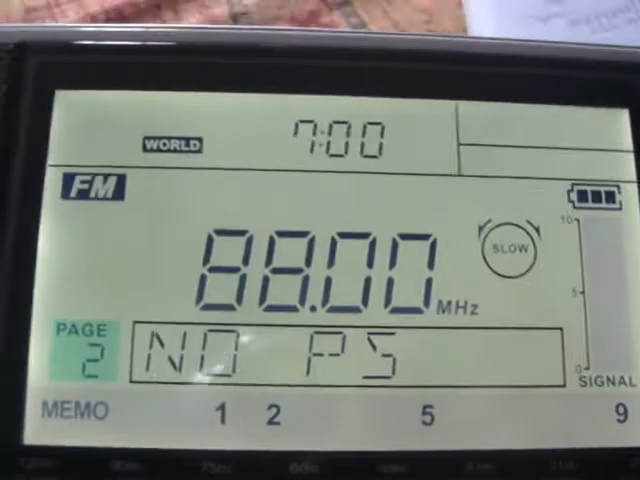 WORLD 7:00
FM
88.00 MHz
SLOW
10
5
0
SIGNAL
PAGE 2
NO PS
MEMO 1 2 5 9